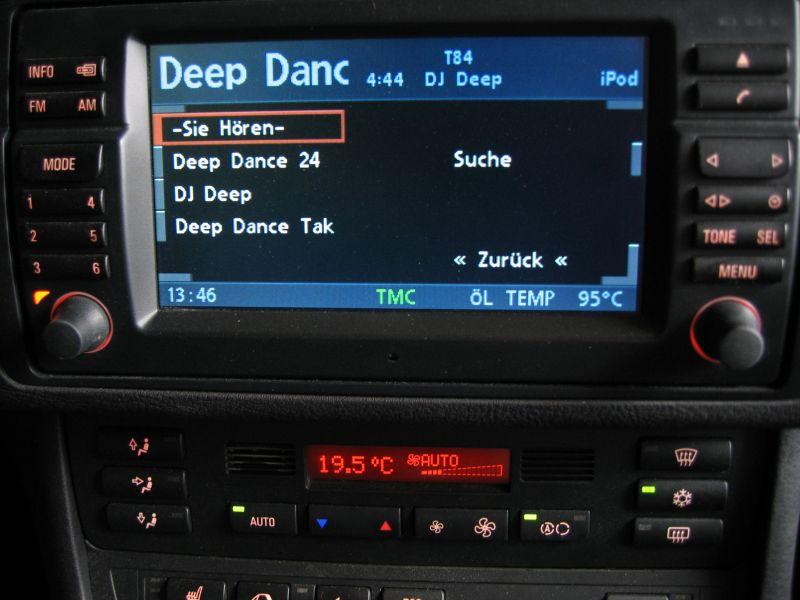 INFO
FM AM
MODE
1 4
2 5
3 6
Deep Danc 4:44 T84
DJ Deep iPod
-Sie Hören-
Deep Dance 24 Suche
DJ Deep
Deep Dance Tak
« Zurück «
13:46 TMC ÖL TEMP 95°C
TONE SEL
MENU
19.5°C AUTO
AUTO
A